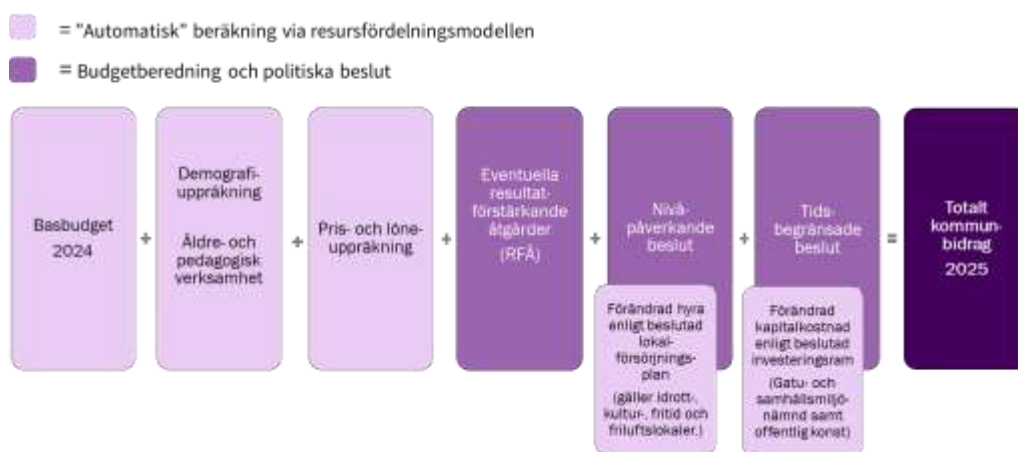 = "Automatisk" beräkning via resursfördelningsmodellen
= Budgetberedning och politiska beslut
Basbudget
2024
+
Demografi-
uppräkning
Äldre- och
pedagogisk
verksamhet
+
Pris- och löne-
uppräkning
+
Eventuella
resultat-
förstärkande
åtgärder
(RFÅ)
+
Nivå-
påverkande
beslut
Förändrad hyra
enligt beslutad
lokal-
försörjnings-
plan
(gäller idrott-,
kultur-, fritid och
friluftslokaler.)
+
Tids-
begränsade
beslut
Förändrad
kapitalkostnad
enligt beslutad
investeringsram
(Gatu- och
samhällsmiljö-
nämnd samt
offentlig konst)
=
Totalt
kommun-
bidrag
2025